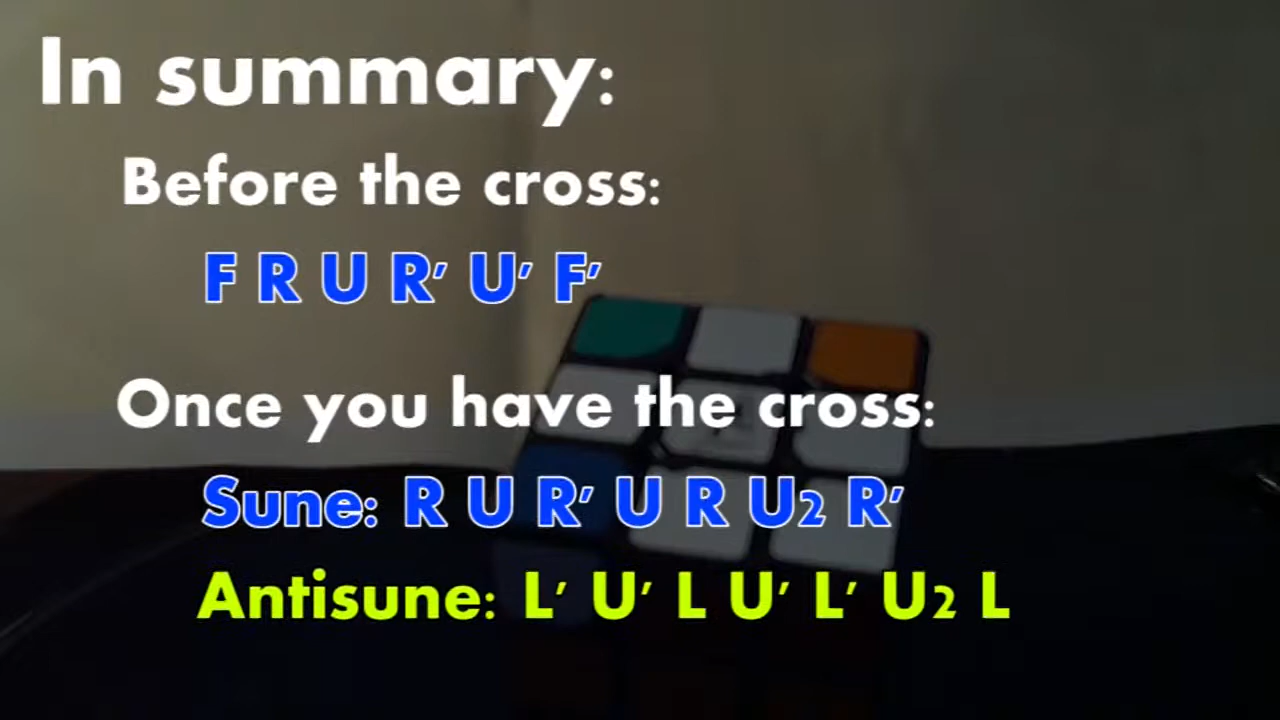 In summary:
Before the cross:
F R U R’ U’ F’
Once you have the cross:
Sune: R U R’ U R U2 R’
Antisune: L’ U’ L U’ L’ U2 L